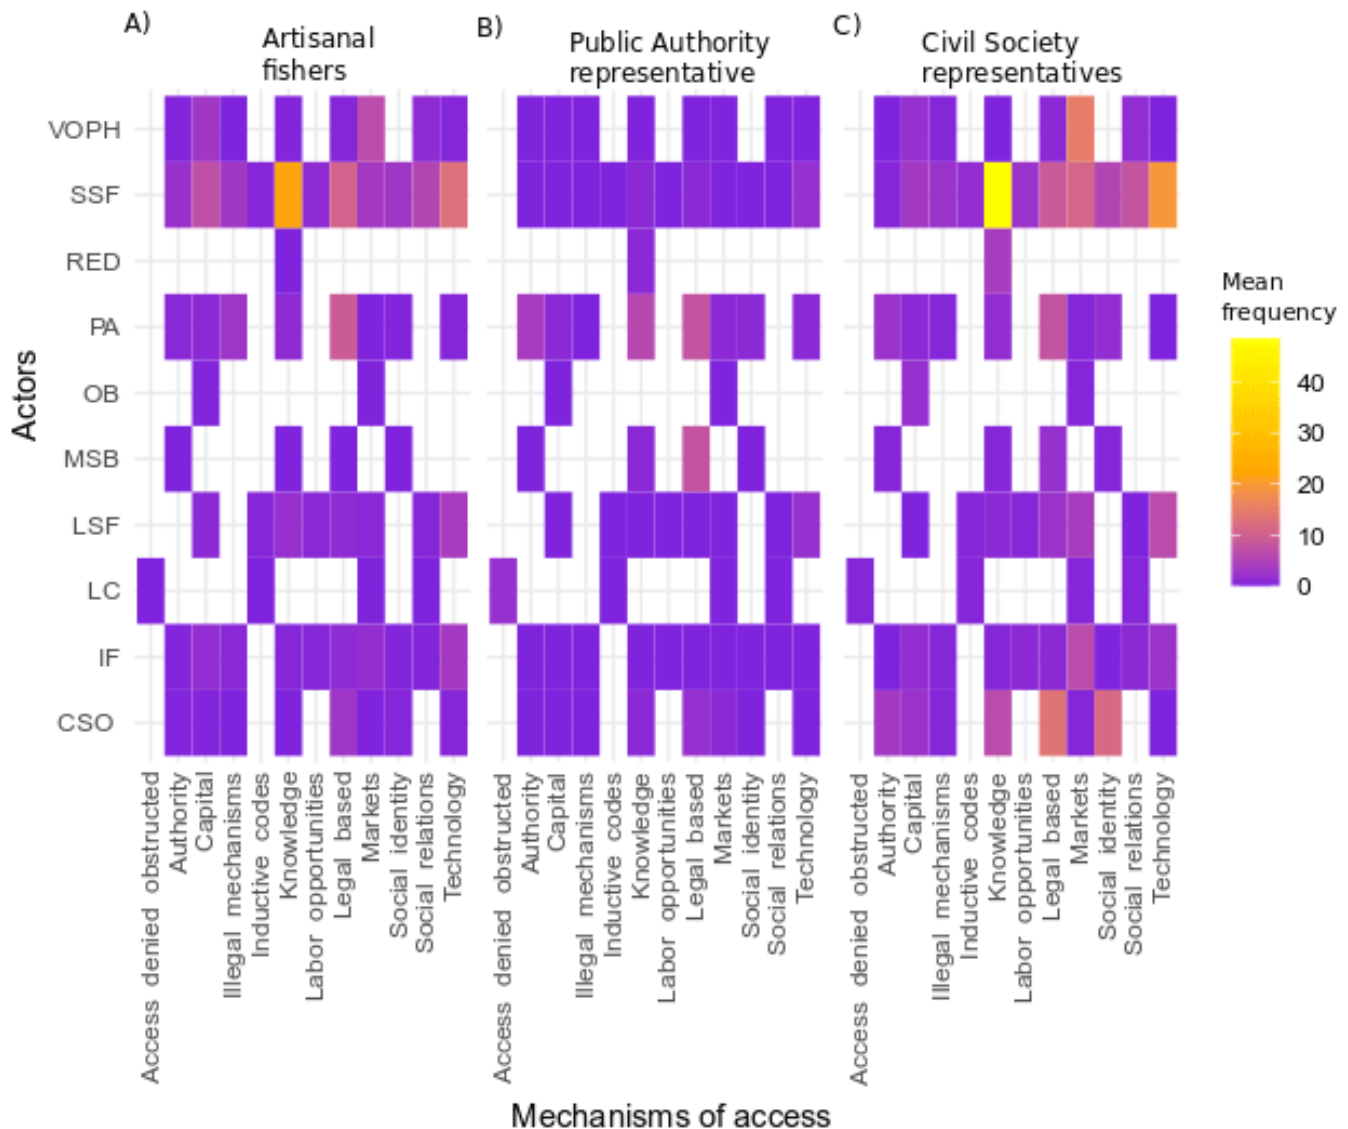 A)
Artisanal
fishers
B)
Public Authority
representative
C)
Civil Society
representatives
VOPH
SSF
RED
PA
OB
MSB
LSF
LC
IF
CSO
Actors
Access denied obstructed
Authority
Capital
Illegal mechanisms
Inductive codes
Knowledge
Labor opportunities
Legal based
Markets
Social identity
Social relations
Technology
Access denied obstructed
Authority
Capital
Illegal mechanisms
Inductive codes
Knowledge
Labor opportunities
Legal based
Markets
Social identity
Social relations
Technology
Access denied obstructed
Authority
Capital
Illegal mechanisms
Inductive codes
Knowledge
Labor opportunities
Legal based
Markets
Social identity
Social relations
Technology
Mechanisms of access
Mean
frequency
40
30
20
10
0